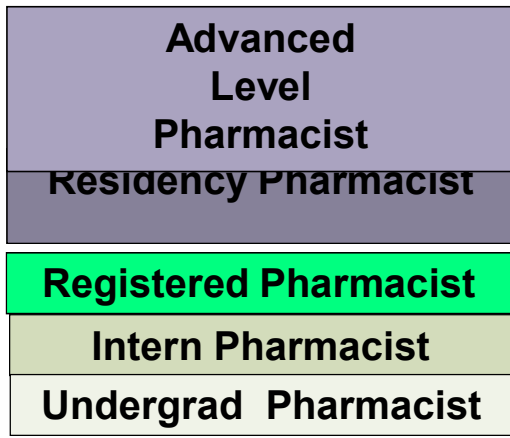 Advanced
Level
Pharmacist
Residency Pharmacist
Registered Pharmacist
Intern Pharmacist
Undergrad Pharmacist